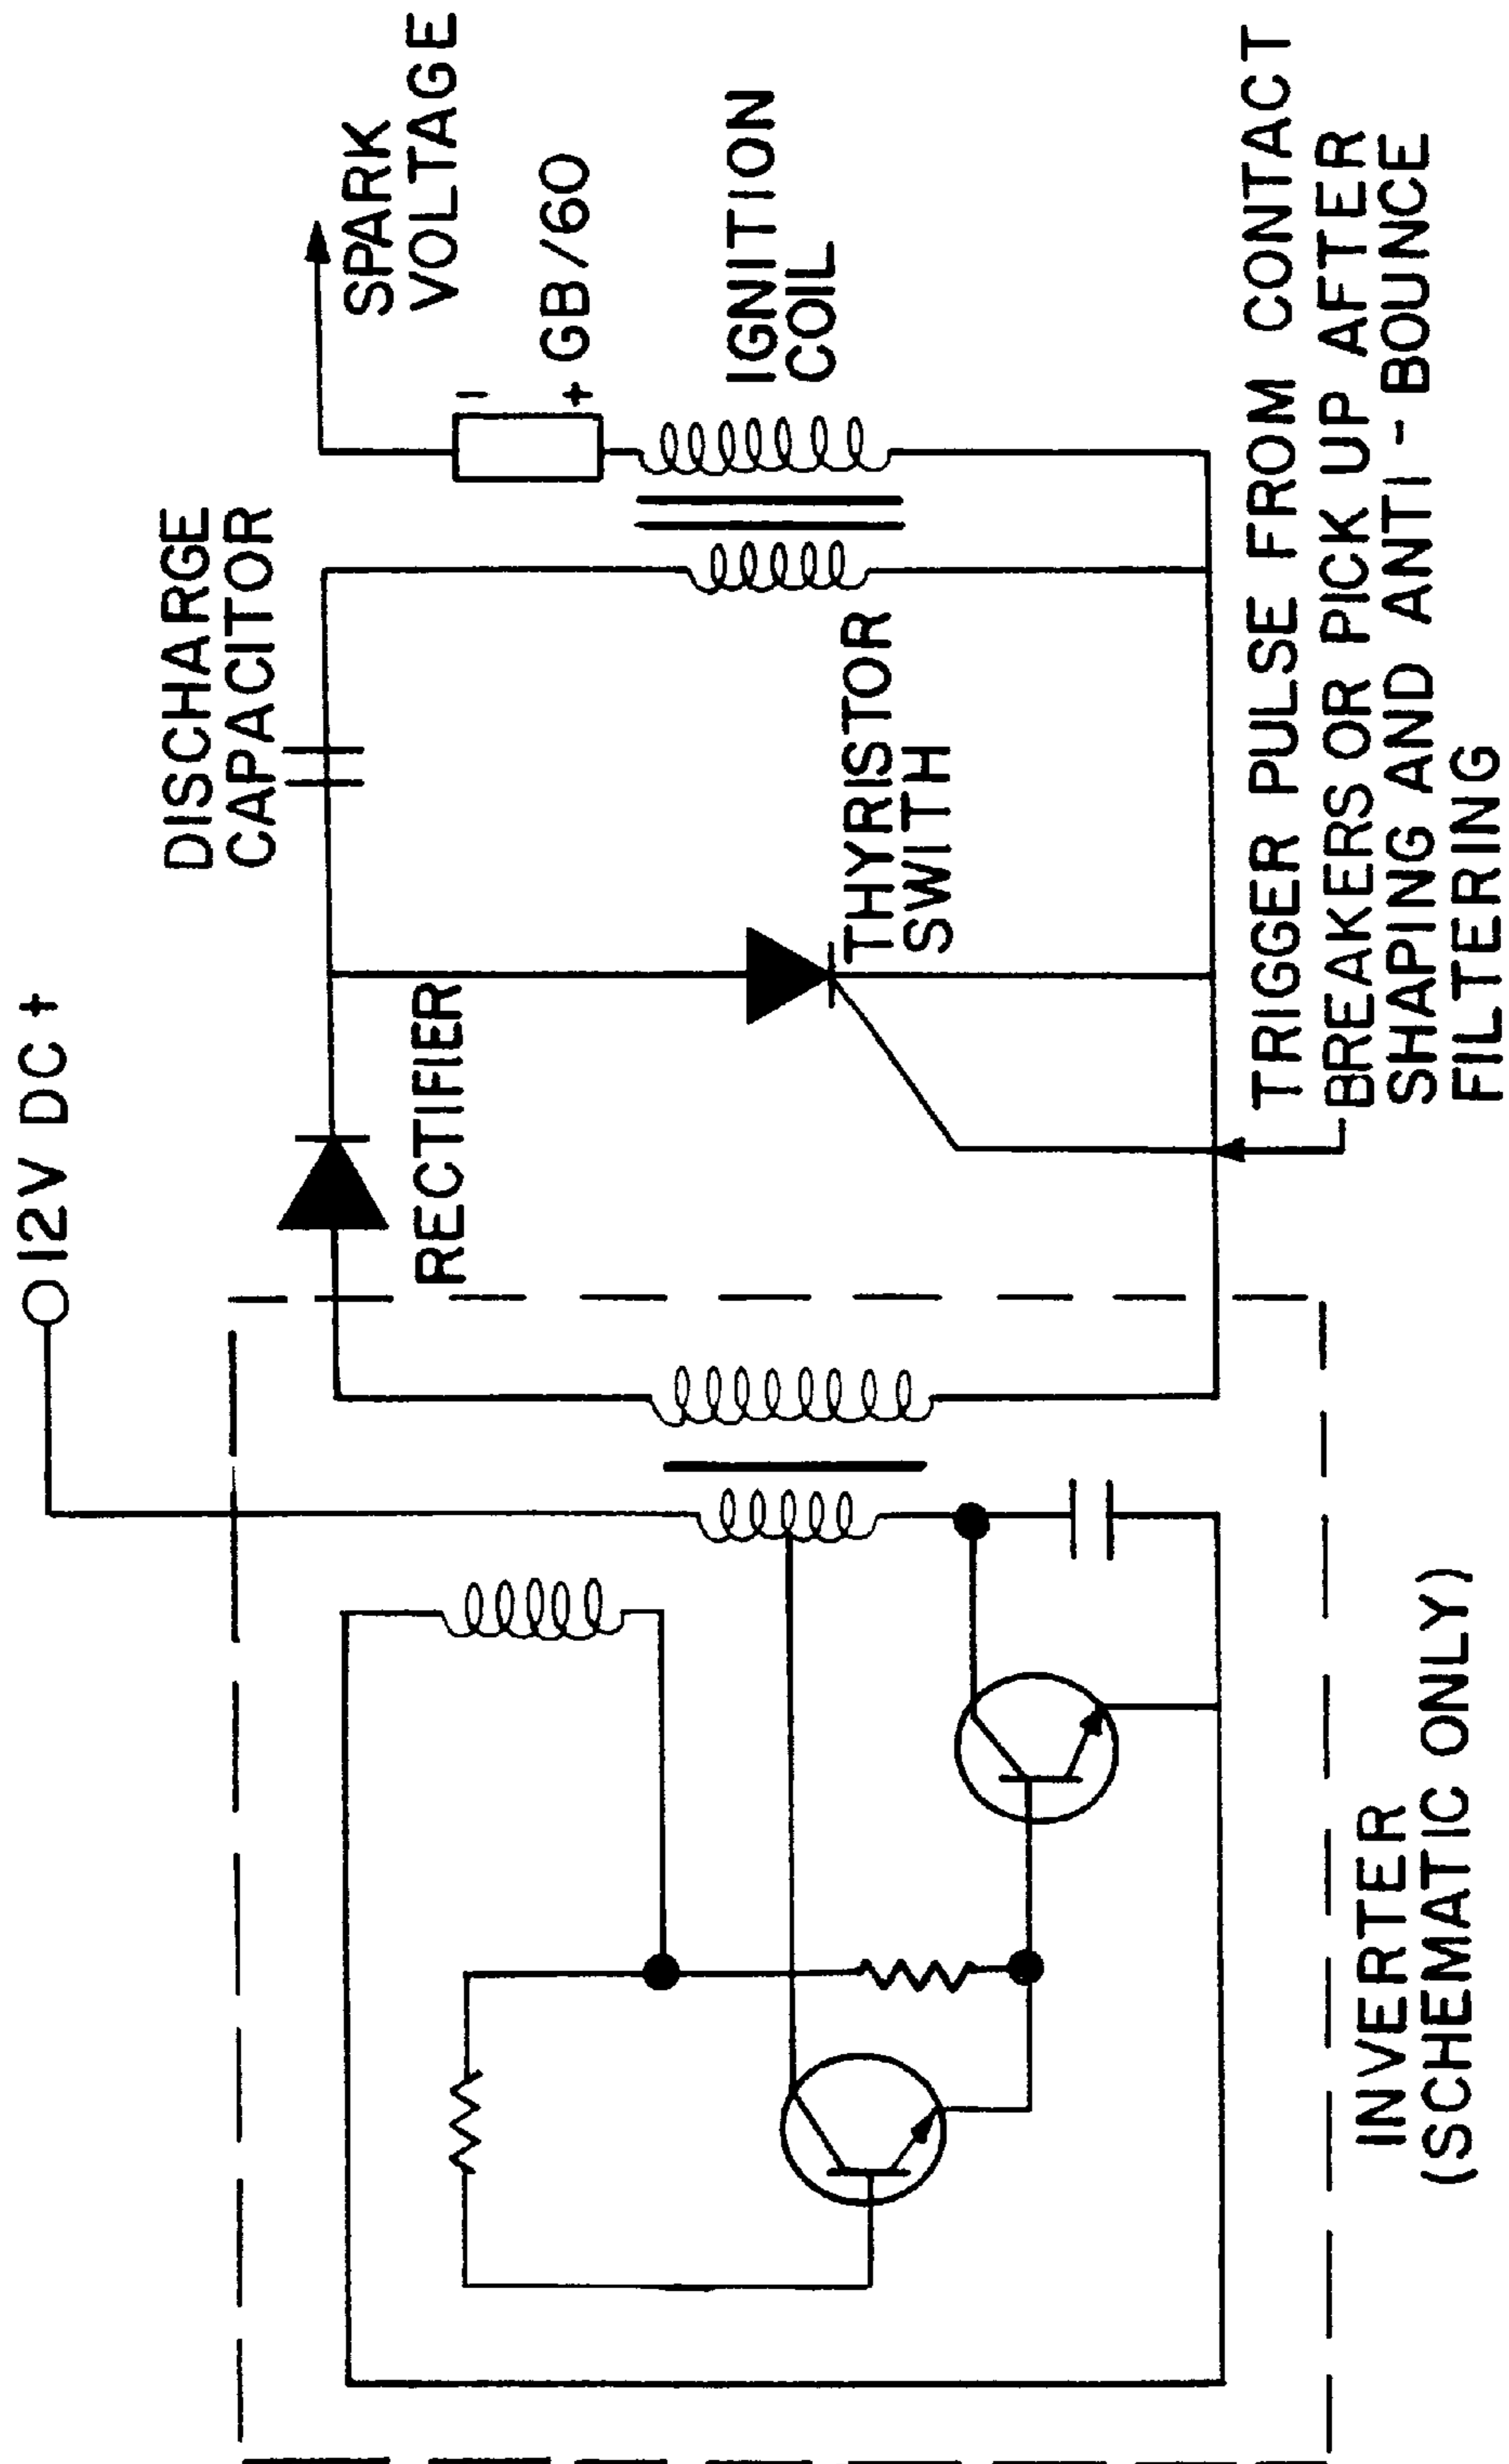 12V DC +
DISCHARGE
CAPACITOR
SPARK
VOLTAGE
-
+ GB/60
RECTIFIER
IGNITION
COIL
THYRISTOR
SWITH
TRIGGER PULSE FROM CONTACT
BREAKERS OR PICK UP AFTER
SHAPING AND ANTI - BOUNCE
FILTERING
INVERTER
(SCHEMATIC ONLY)